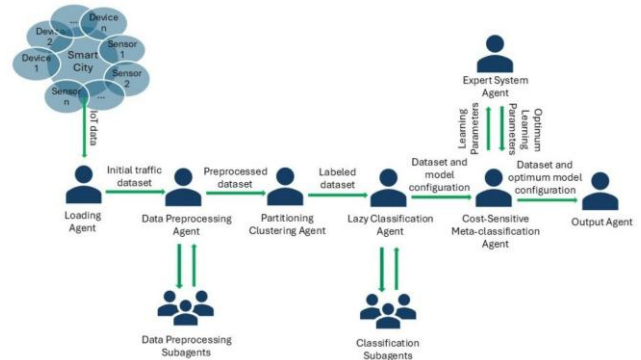 ...
Device
n
Device
2
Sensor
1
Smart
City
Device
1
Sensor
2
Sensor
n
...
IoT data
Expert System
Agent
Learning
Parameters
Optimum
Learning
Parameters
Initial traffic
dataset
Preprocessed
dataset
Labeled
dataset
Dataset and
model
configuration
Dataset and
optimum model
configuration
Loading
Agent
Data Preprocessing
Agent
Partitioning
Clustering Agent
Lazy Classification
Agent
Cost-Sensitive
Meta-classification
Agent
Output Agent
Data Preprocessing
Subagents
Classification
Subagents